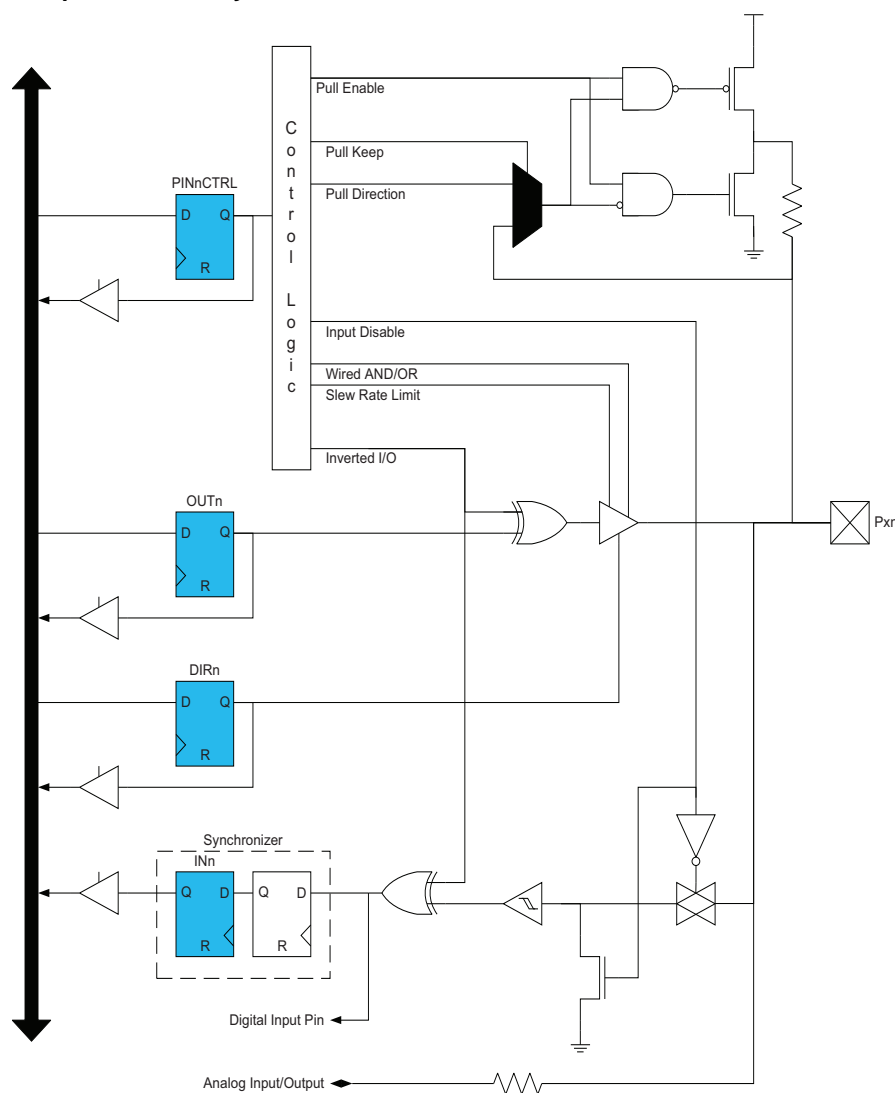 Pull Enable
C
o
n
t
r
o
l
L
o
g
i
c
Pull Keep
PINnCTRL
Pull Direction
D Q
R
Input Disable
Wired AND/OR
Slew Rate Limit
Inverted I/O
OUTn
D Q
R
Pxn
DIRn
D Q
R
Synchronizer
INn
Q D
R
Q D
R
Digital Input Pin
Analog Input/Output